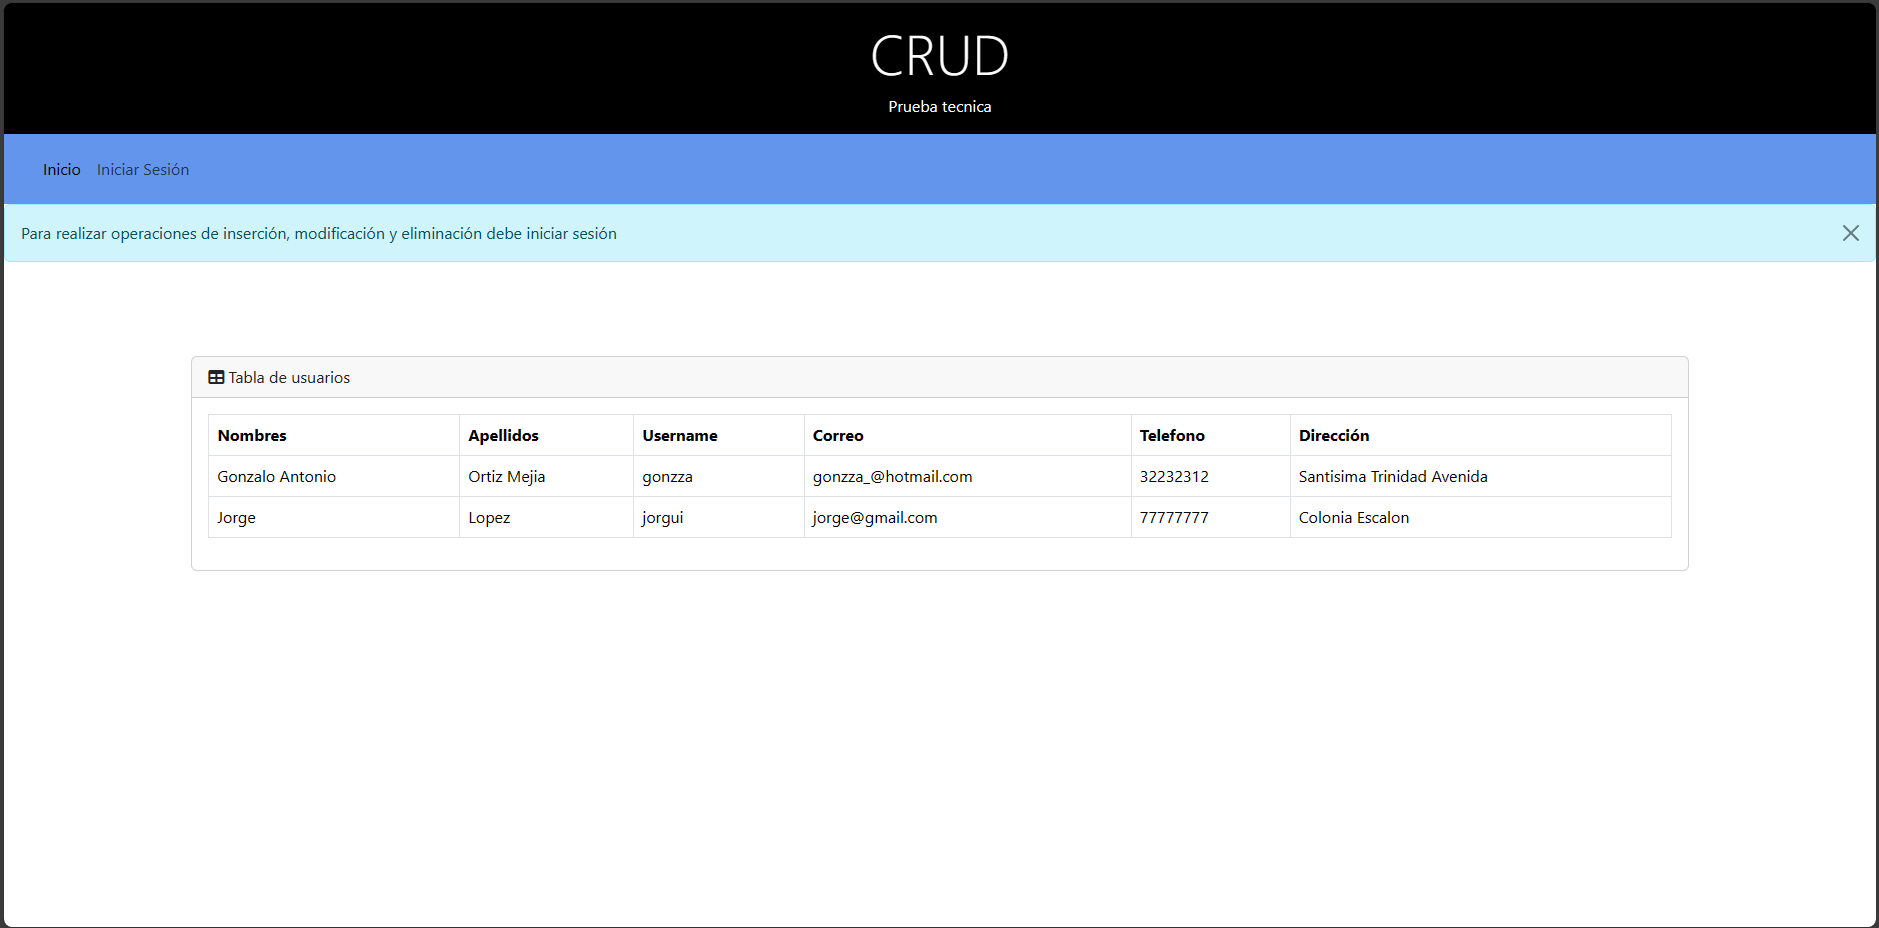 CRUD
Prueba tecnica
Inicio Iniciar Sesión
Para realizar operaciones de inserción, modificación y eliminación debe iniciar sesión
Tabla de usuarios
Nombres Apellidos Username Correo Telefono Dirección
Gonzalo Antonio Ortiz Mejia gonzza gonzza_@hotmail.com 32232312 Santisima Trinidad Avenida
Jorge Lopez jorgui jorge@gmail.com 77777777 Colonia Escalon